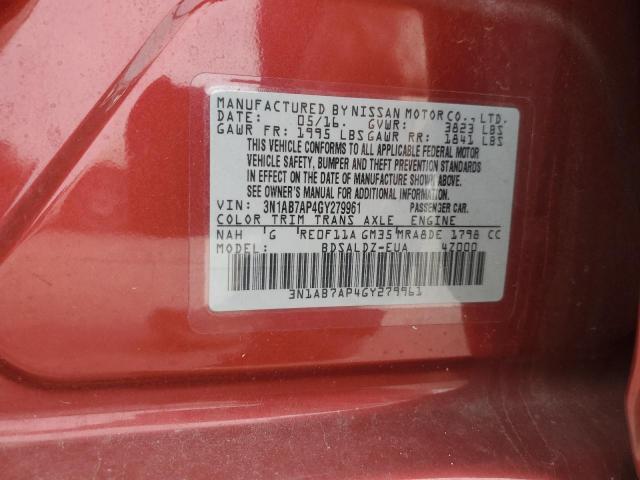 MANUFACTURED BY NISSAN MOTOR CO., LTD.
DATE: 05/16. GVWR: 3823 LBS
GAWR FR: 1995 LBS GAWR RR: 1841 LBS
THIS VEHICLE CONFORMS TO ALL APPLICABLE FEDERAL MOTOR
VEHICLE SAFETY, BUMPER AND THEFT PREVENTION STANDARDS
IN EFFECT ON THE DATE OF MANUFACTURE SHOWN ABOVE.
SEE OWNER'S MANUAL FOR ADDITIONAL INFORMATION.
VIN: 3N1AB7AP4GY279961 PASSENGER CAR.
COLOR TRIM TRANS AXLE ENGINE
NAH G RE0F11A GM35 MRA8DE 1798 CC
MODEL: BDSALDZ-EUA 4Z000
3N1AB7AP4GY279961